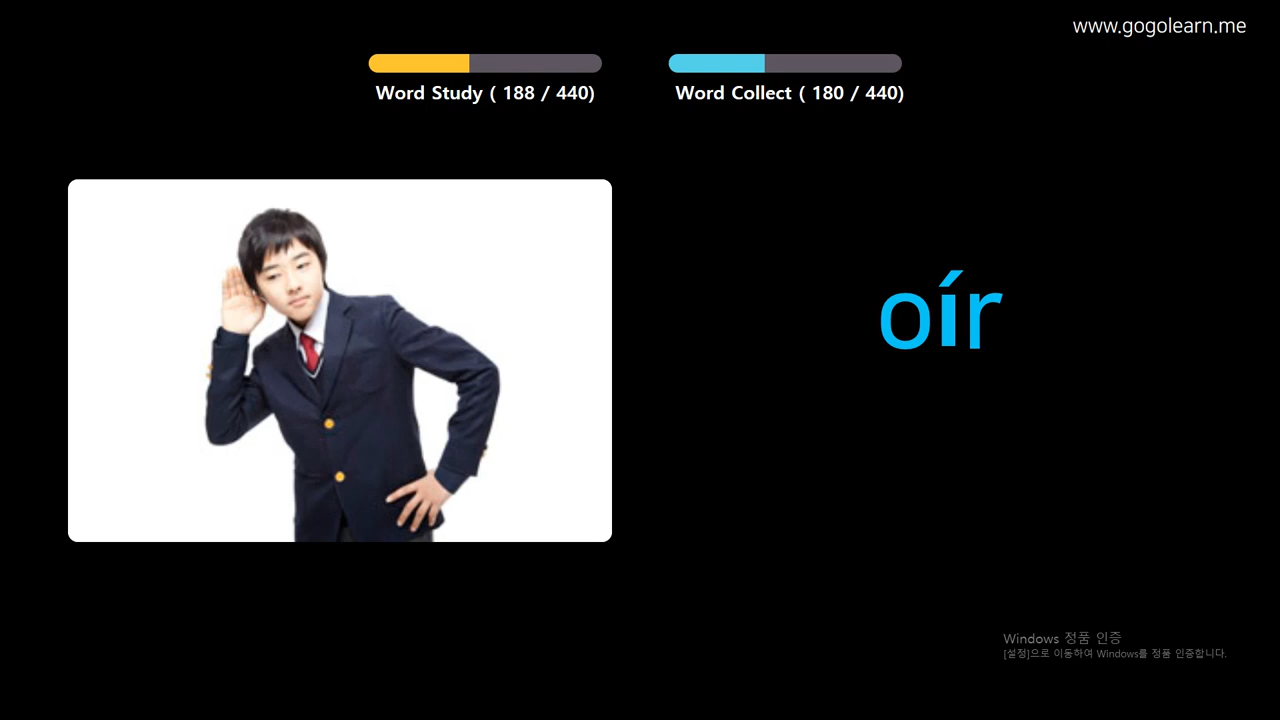 www.gogolearn.me
Word Study ( 188 / 440)
Word Collect ( 180 / 440)
oír
Windows 정품 인증
[설정]으로 이동하여 Windows를 정품 인증합니다.